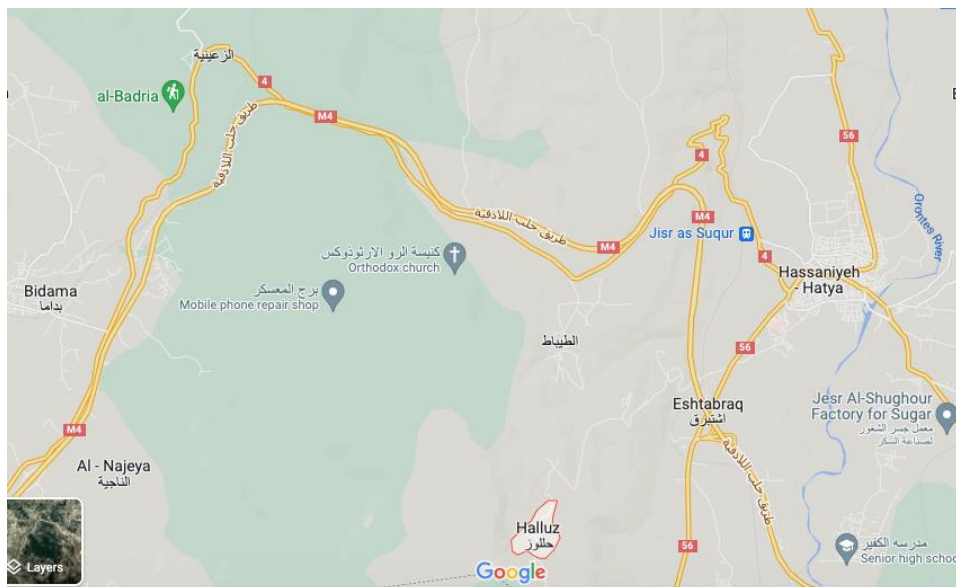 الزعينية
4
al-Badria
M4
طريق حلب اللاذقية
56
4
Orontes River
طريق حلب اللاذقية
M4
M4
Jisr as Suqur
كنيسة الرو الارثوذوكس
Orthodox church
4
Hassaniyeh
- Hatya
Bidama
بداما
برج المعسكر
Mobile phone repair shop
الطيباط
56
Eshtabraq
اشتبرق
Jesr Al-Shughour
Factory for Sugar
معمل جسر الشغور
لصناعة السكر
M4
Al - Najeya
الناجية
طريق حلب اللاذقية
Halluz
حللوز
56
مدرسه الكفير
Senior high schoo
Layers
Google